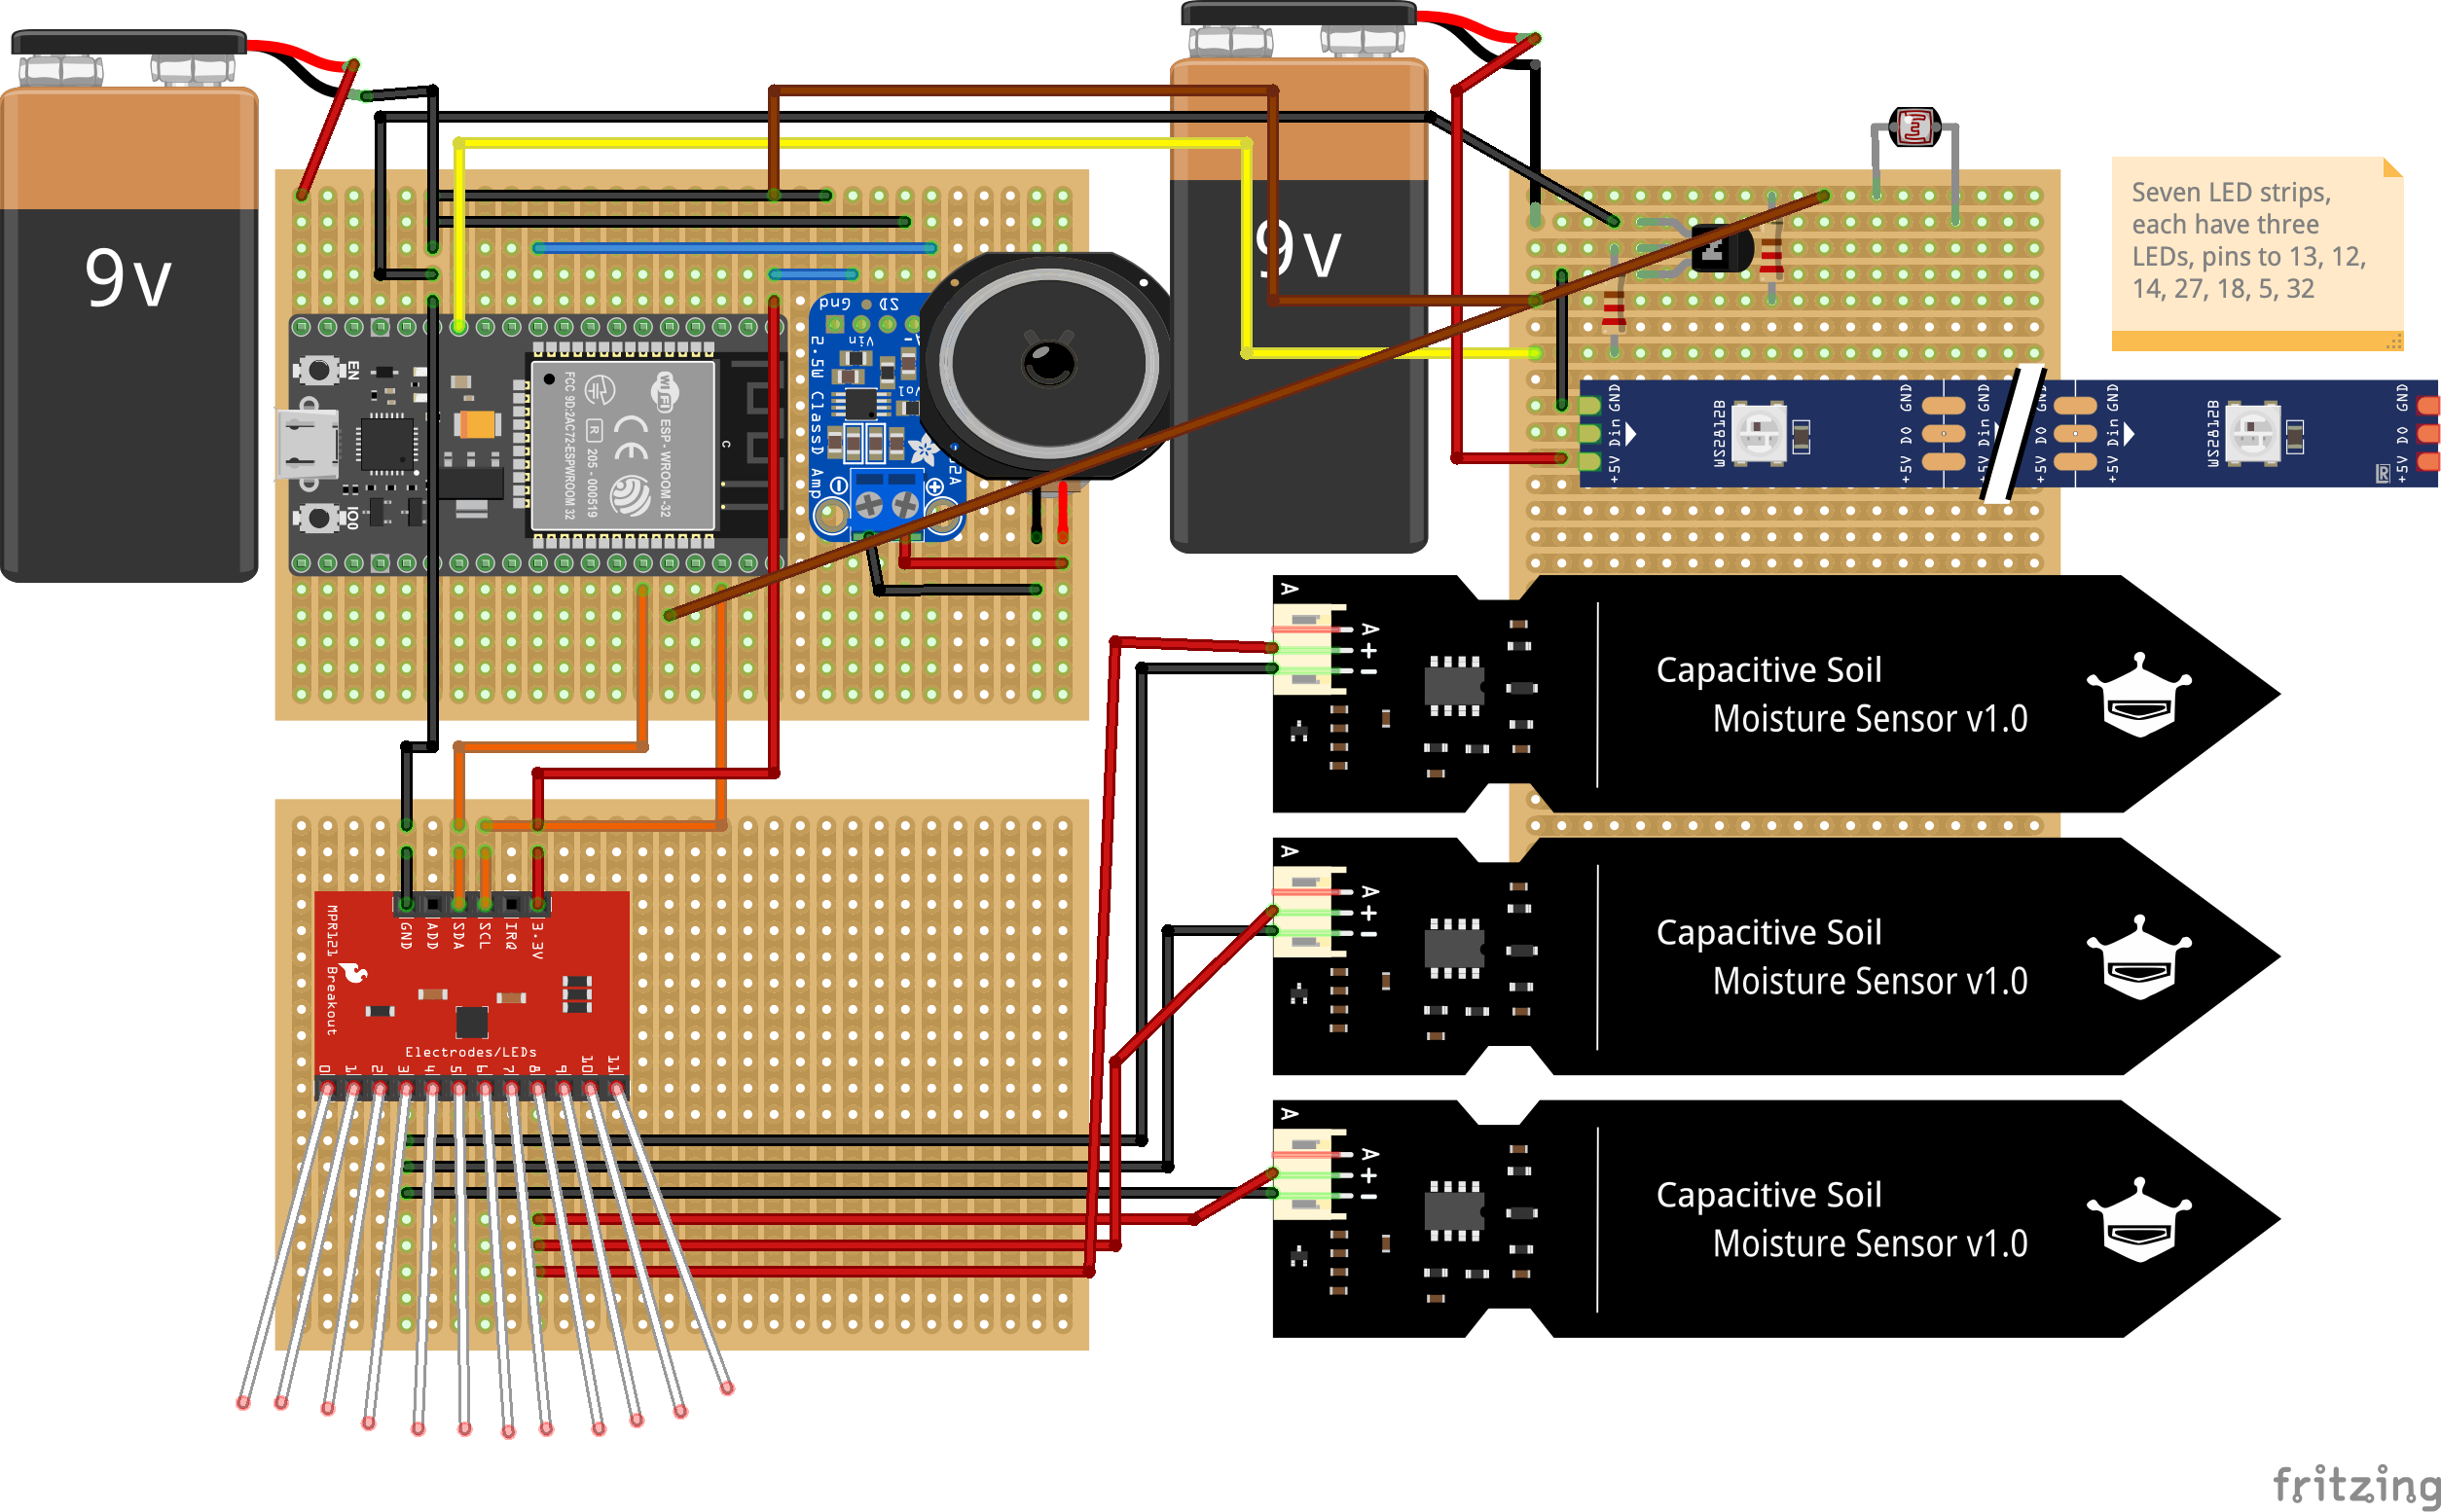 9v
9v
Seven LED strips,
each have three
LEDs, pins to 13, 12,
14, 27, 18, 5, 32
Gnd
SD
Vin
2.5W ClassD Amp
EN
IO0
FCC 9D:2AC72-ESPWROOM32
R
205 - 000519
CE
WiFi
ESP - WROOM -32
C
+5V Din GND
WS2812B
+5V DO GND
+5V Din GND
+5V DO GND
+5V Din GND
WS2812B
+5V DO GND
R
A
A
+
-
Capacitive Soil
Moisture Sensor v1.0
A
A
+
-
Capacitive Soil
Moisture Sensor v1.0
A
A
+
-
Capacitive Soil
Moisture Sensor v1.0
GND
ADD
SDA
SCL
IRQ
3.3V
MPR121 Breakout
Electrodes/LEDs
0 1 2 3 4 5 6 7 8 9 10 11
fritzing